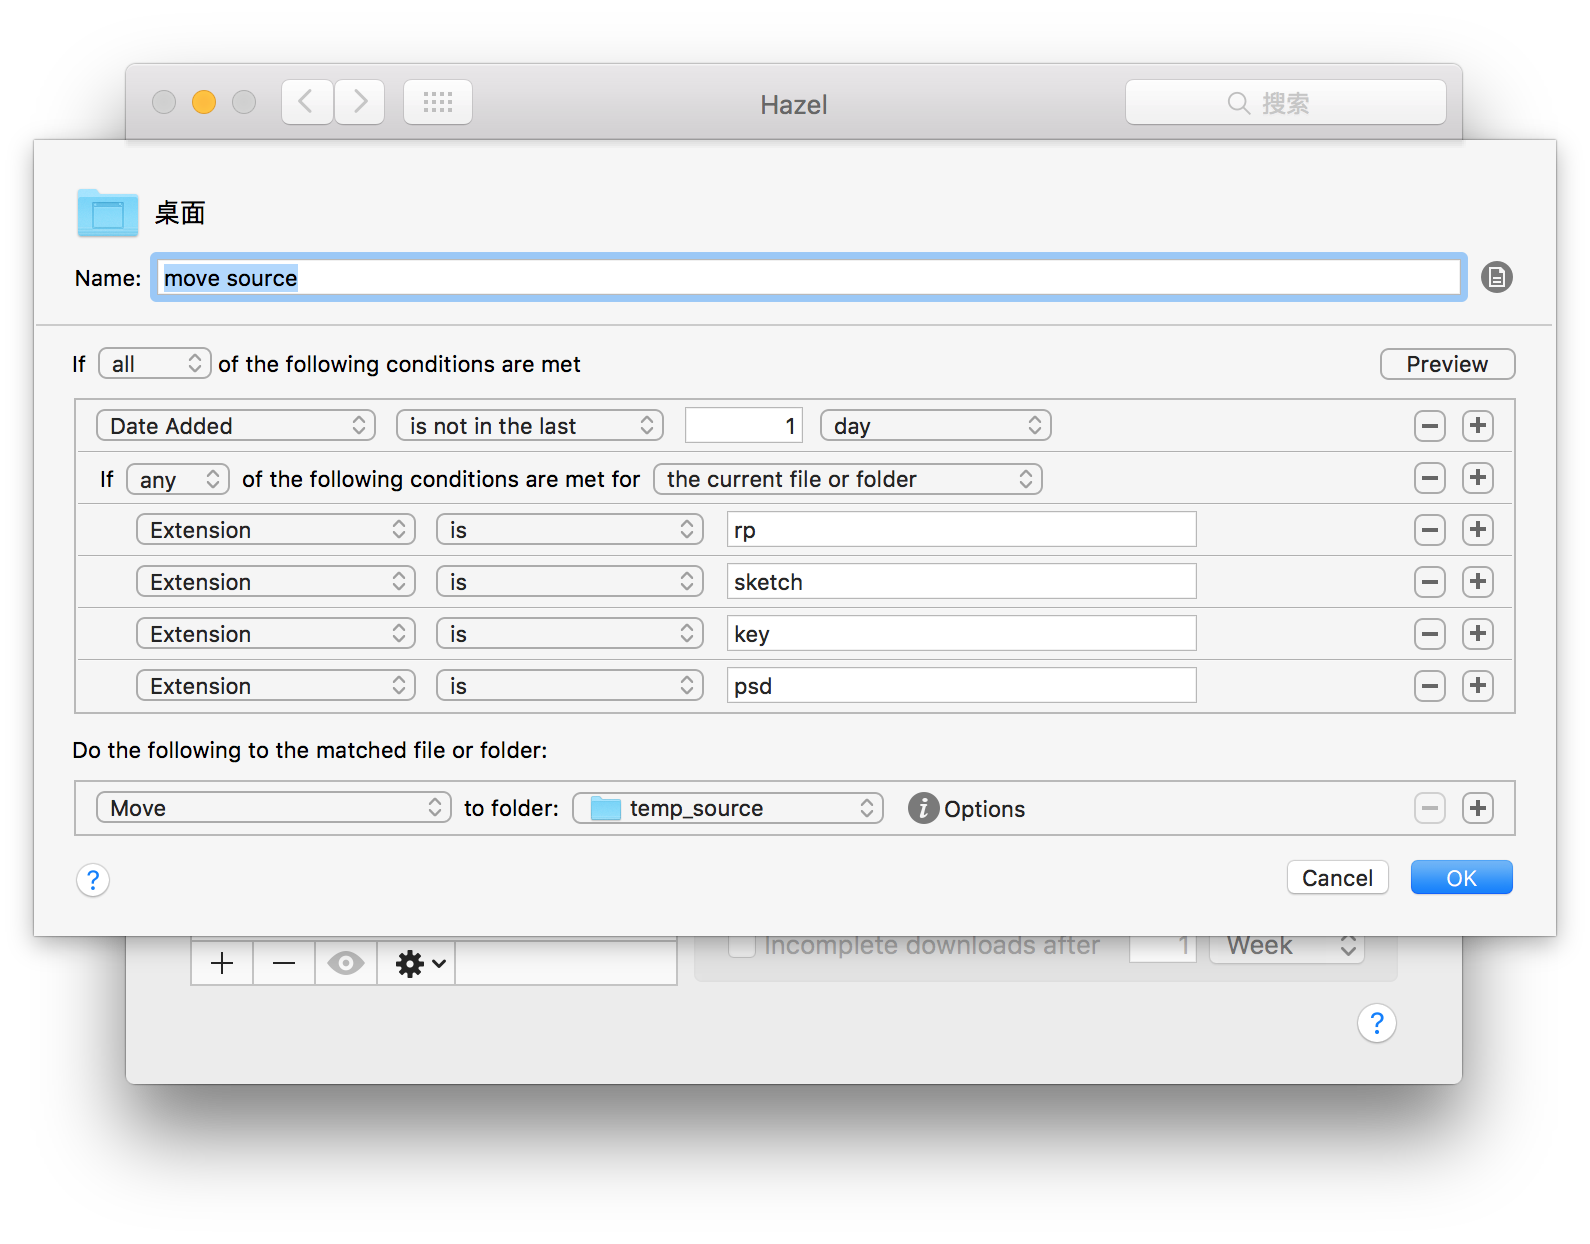 Hazel
搜索
桌面
Name: move source
If all of the following conditions are met Preview
Date Added is not in the last 1 day
If any of the following conditions are met for the current file or folder
Extension is rp
Extension is sketch
Extension is key
Extension is psd
Do the following to the matched file or folder:
Move to folder: temp_source i Options
? Cancel OK
Incomplete downloads after 1 Week
?